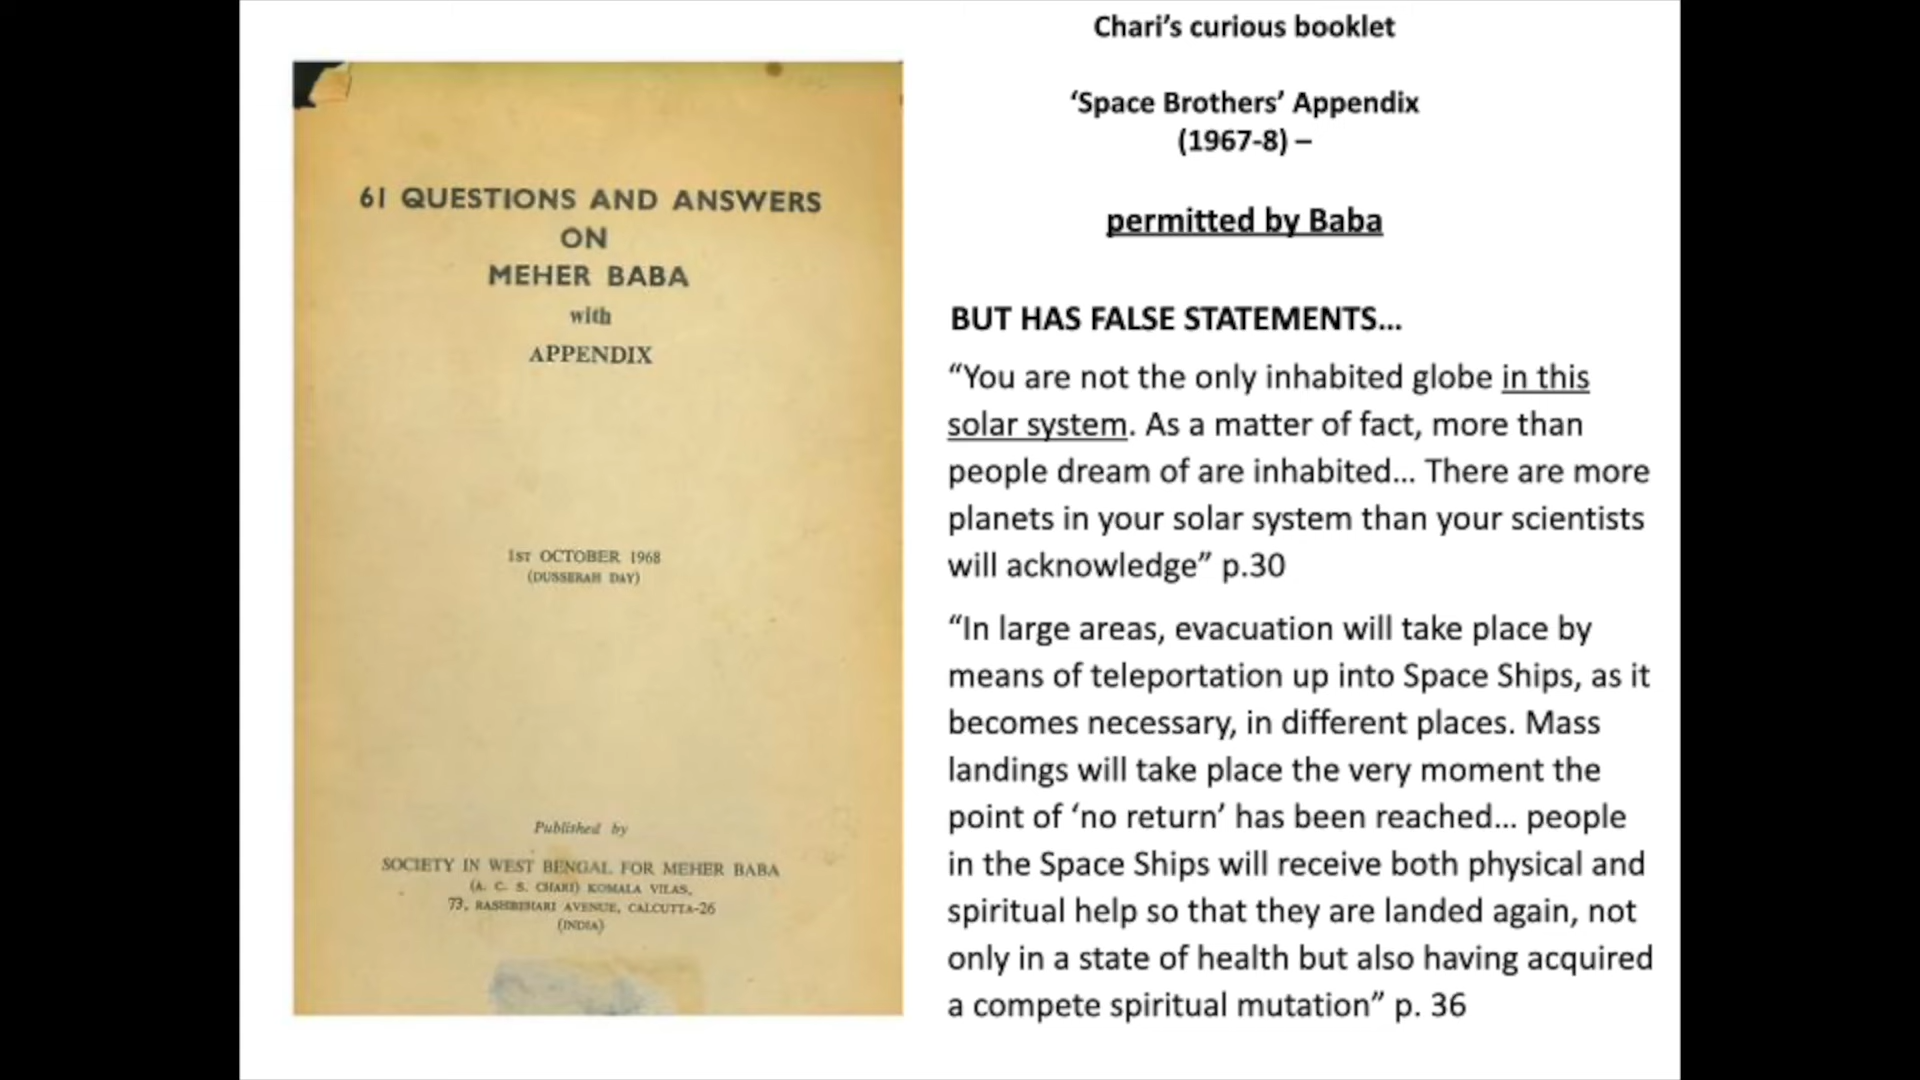 Chari’s curious booklet
‘Space Brothers’ Appendix
(1967-8) –
permitted by Baba
BUT HAS FALSE STATEMENTS...
“You are not the only inhabited globe in this
solar system. As a matter of fact, more than
people dream of are inhabited... There are more
planets in your solar system than your scientists
will acknowledge” p.30
“In large areas, evacuation will take place by
means of teleportation up into Space Ships, as it
becomes necessary, in different places. Mass
landings will take place the very moment the
point of ‘no return’ has been reached... people
in the Space Ships will receive both physical and
spiritual help so that they are landed again, not
only in a state of health but also having acquired
a compete spiritual mutation” p. 36
61 QUESTIONS AND ANSWERS
ON
MEHER BABA
with
APPENDIX
1ST OCTOBER 1968
(DUSSERAH DAY)
Published by
SOCIETY IN WEST BENGAL FOR MEHER BABA
(A. C. S. CHARI) KOMALA VILAS,
73, RASHBEHARI AVENUE, CALCUTTA-26
(INDIA)